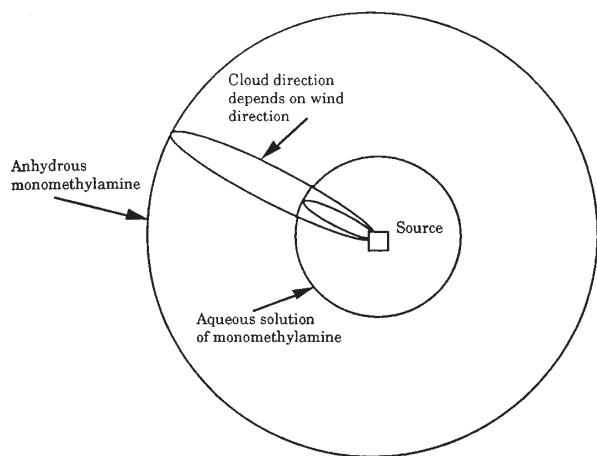 Cloud direction
depends on wind
direction
Anhydrous
monomethylamine
Source
Aqueous solution
of monomethylamine